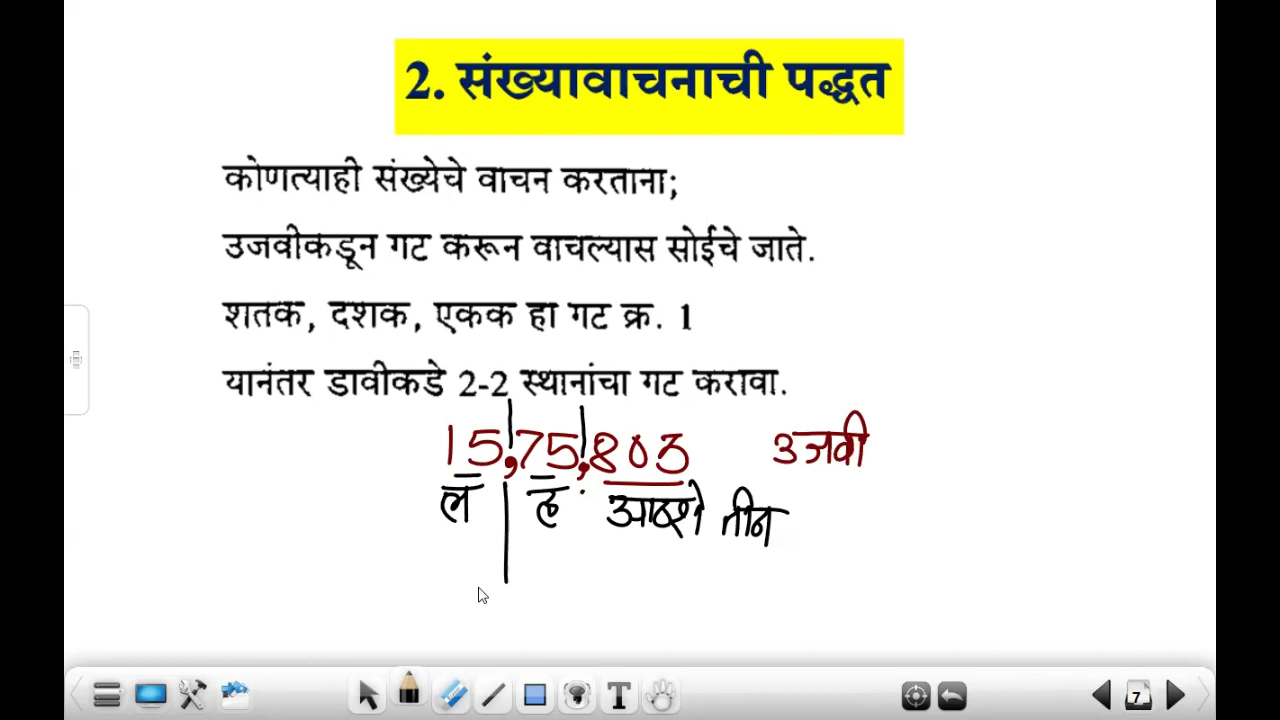 2. संख्यावाचनाची पद्धत
कोणत्याही संख्येचे वाचन करताना;
उजवीकडून गट करून वाचल्यास सोईचे जाते.
शतक, दशक, एकक हा गट क्र. 1
यानंतर डावीकडे 2-2 स्थानांचा गट करावा.
15,75,803 उजवी
ल ह आठशे तीन
7